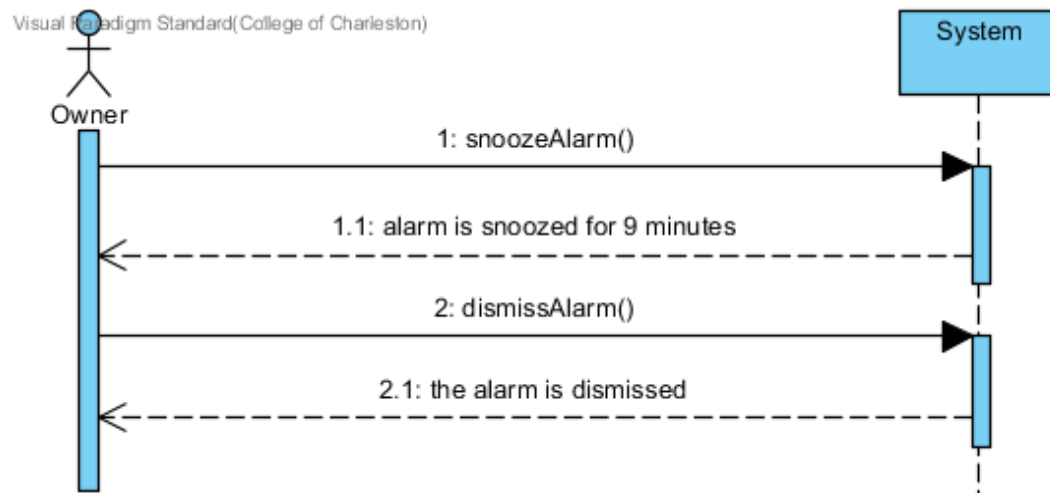 Visual Paradigm Standard(College of Charleston)
System
Owner
1: snoozeAlarm()
1.1: alarm is snoozed for 9 minutes
2: dismissAlarm()
2.1: the alarm is dismissed